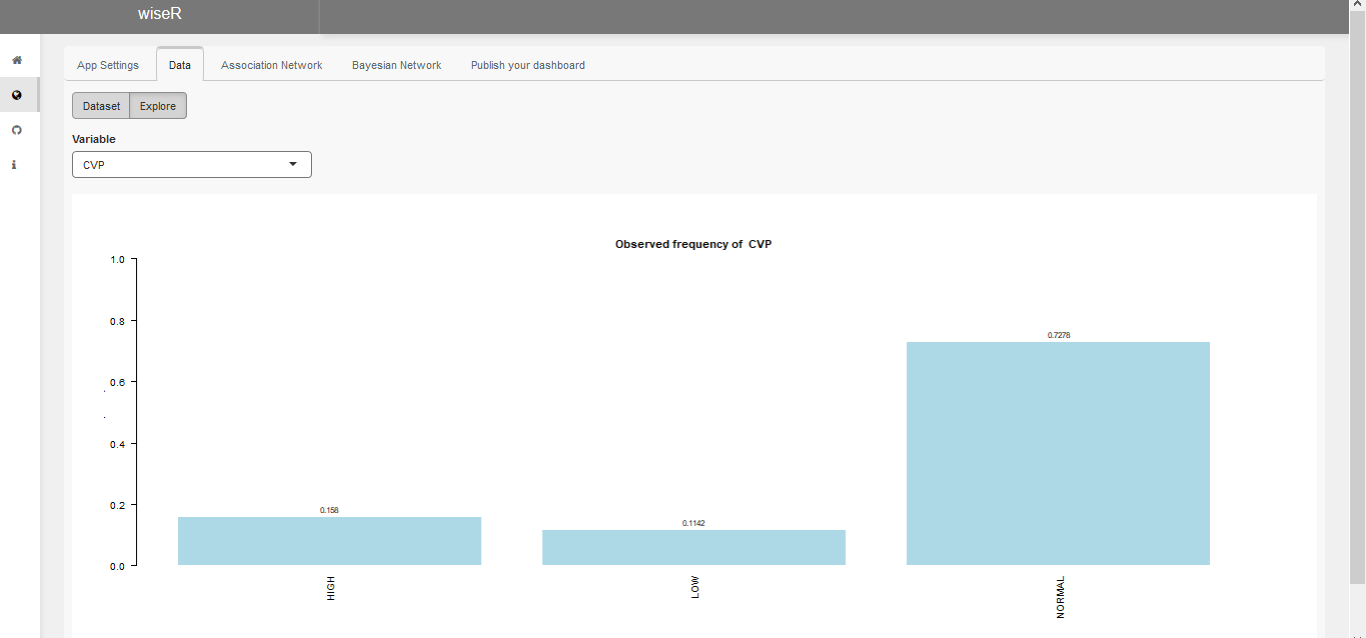 wiseR
App Settings Data Association Network Bayesian Network Publish your dashboard
Dataset Explore
Variable
CVP
Observed frequency of CVP
1.0
0.8
0.6
0.4
0.2
0.0
0.158
0.1142
0.7278
HIGH
LOW
NORMAL